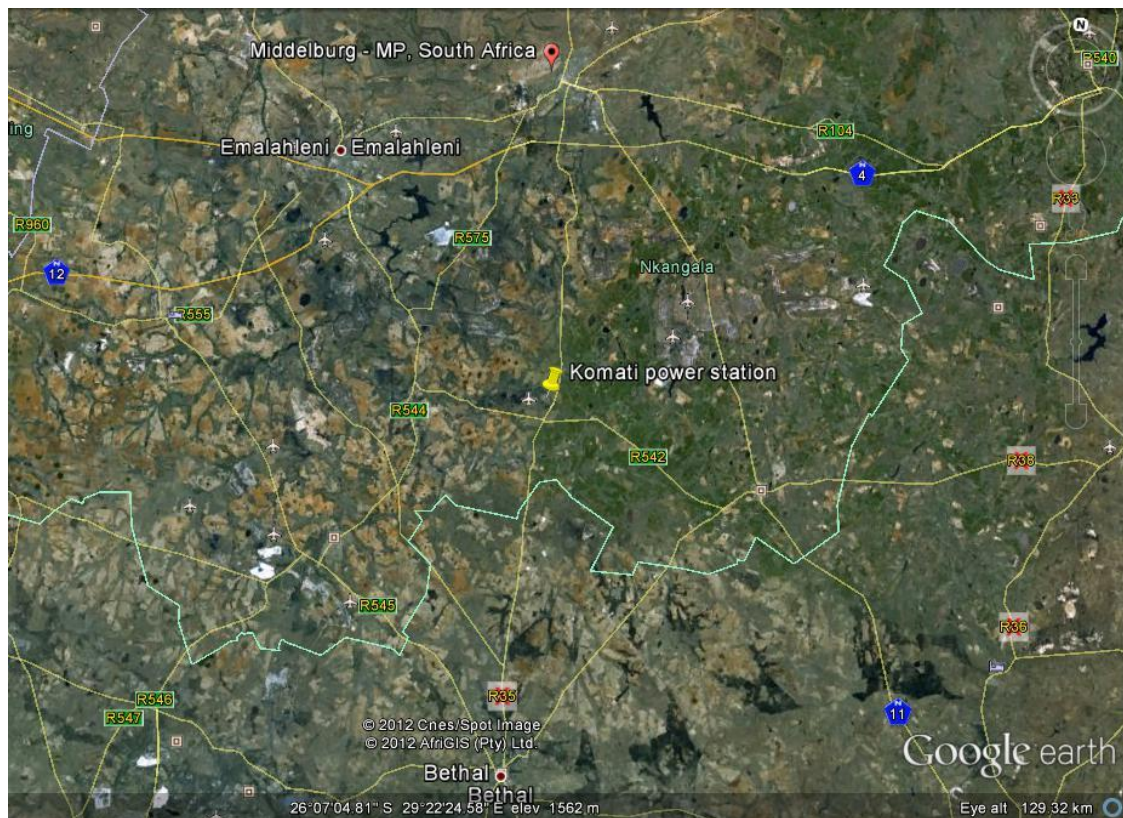 N
Middelburg - MP, South Africa
R540
ing
R104
Emalahleni Emalahleni
N
4
R33
R960
R575
N
12
Nkangala
R555
Komati power station
R544
R542
R38
R545
R36
R35
R546
R547
N
11
© 2012 Cnes/Spot Image
© 2012 AfriGIS (Pty) Ltd.
Google earth
Bethal
Bethal
26°07'04.81" S 29°22'24.58" E elev 1562 m
Eye alt 129.32 km